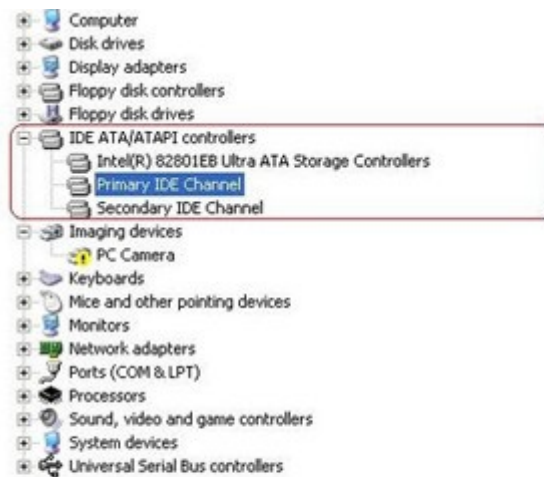 Computer
Disk drives
Display adapters
Floppy disk controllers
Floppy disk drives
IDE ATA/ATAPI controllers
Intel(R) 82801EB Ultra ATA Storage Controllers
Primary IDE Channel
Secondary IDE Channel
Imaging devices
PC Camera
Keyboards
Mice and other pointing devices
Monitors
Network adapters
Ports (COM & LPT)
Processors
Sound, video and game controllers
System devices
Universal Serial Bus controllers